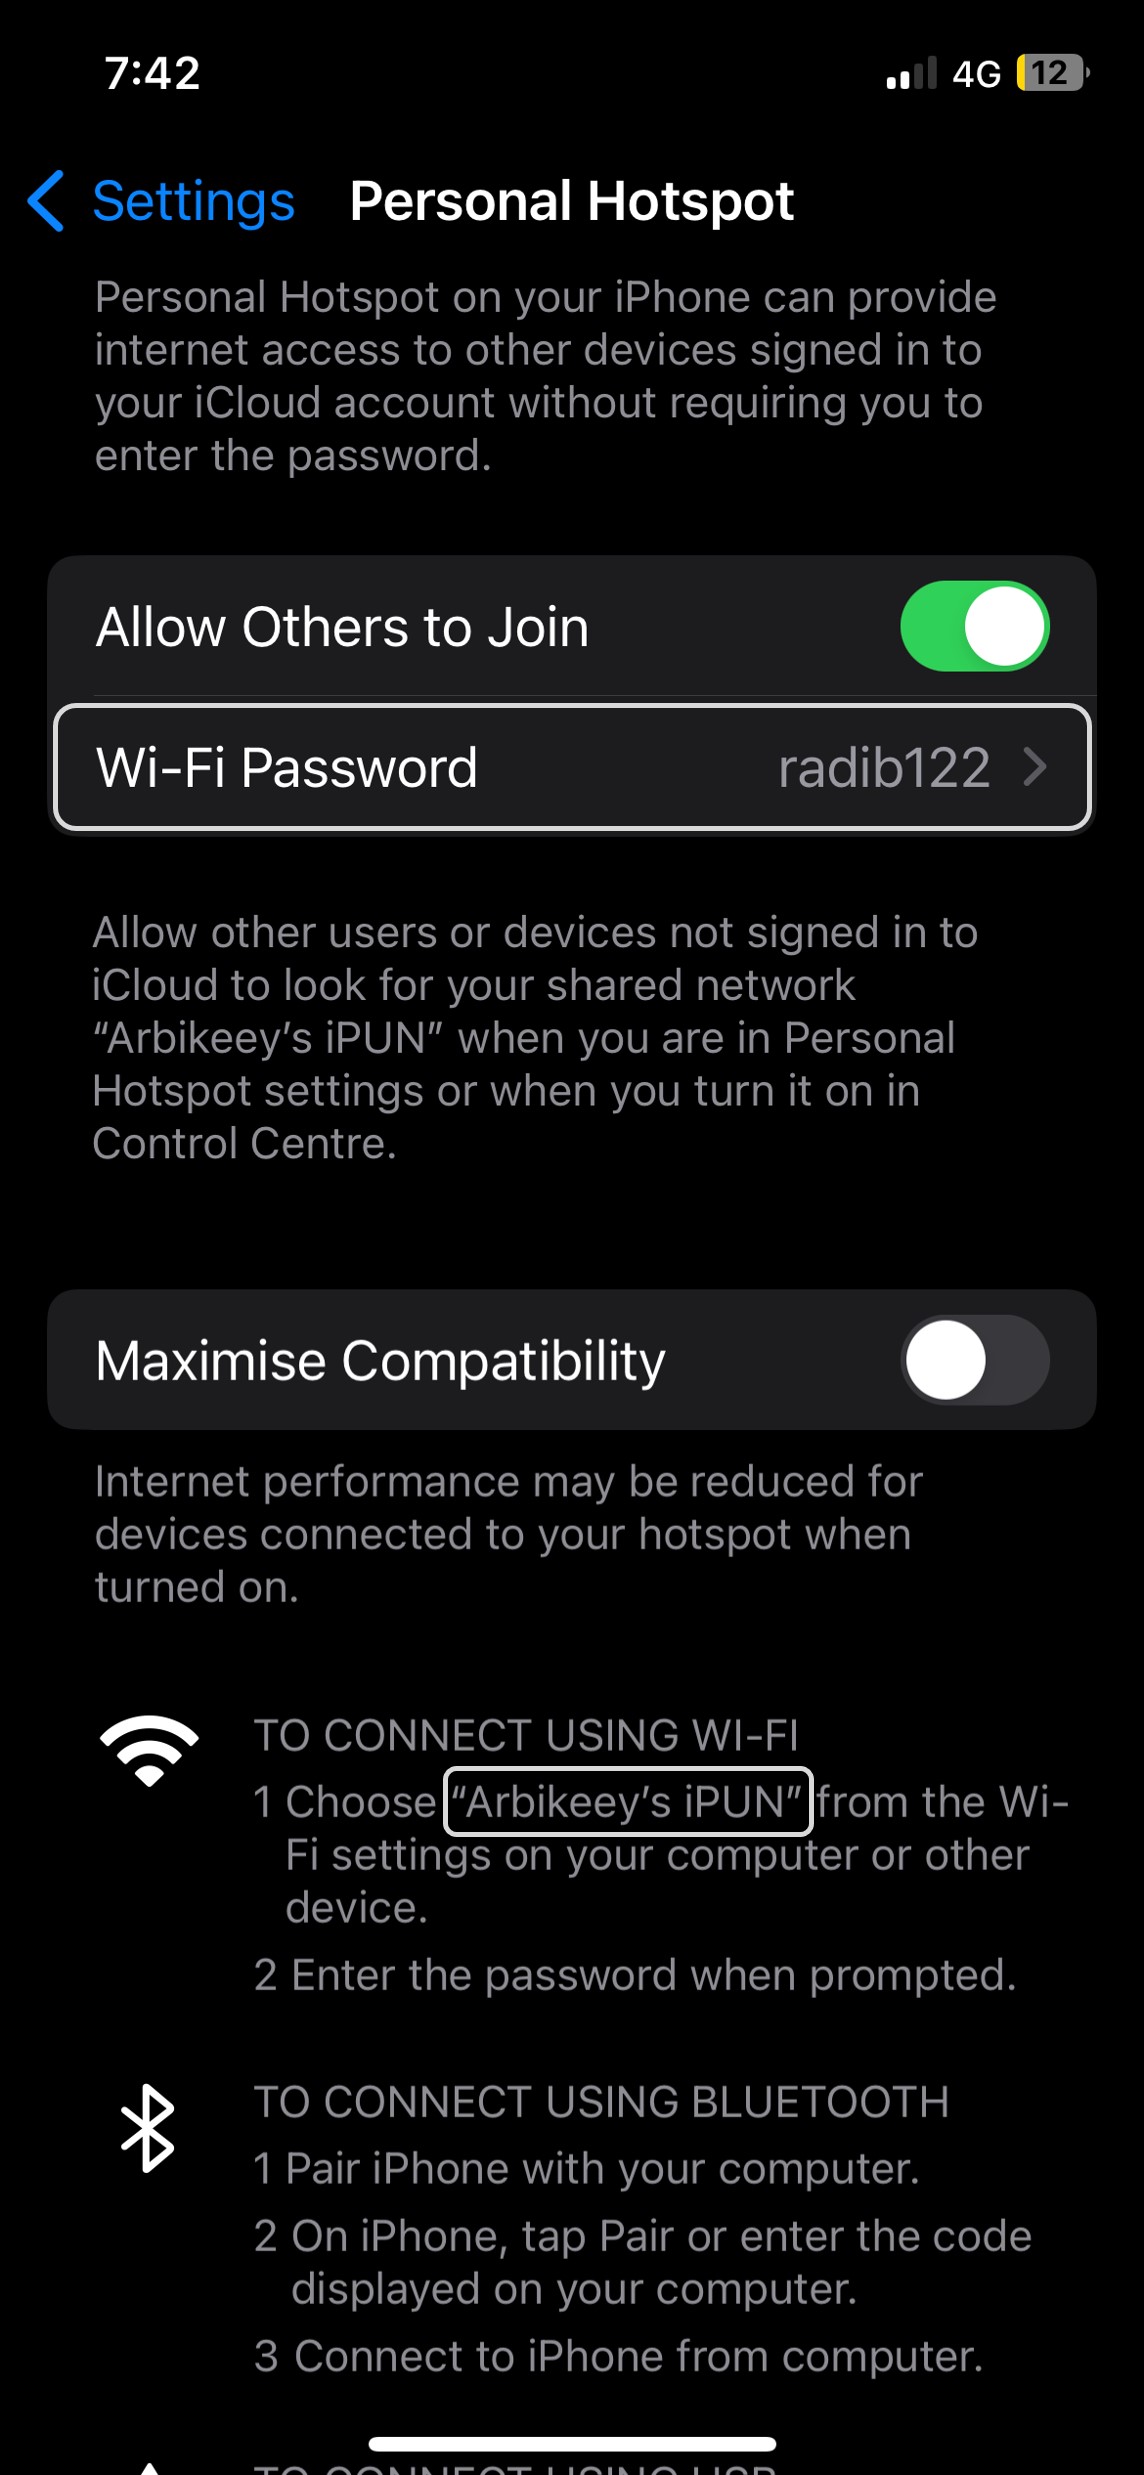 7:42
4G 12
Settings Personal Hotspot
Personal Hotspot on your iPhone can provide
internet access to other devices signed in to
your iCloud account without requiring you to
enter the password.
Allow Others to Join
Wi-Fi Password radib122
Allow other users or devices not signed in to
iCloud to look for your shared network
“Arbikeey’s iPUN” when you are in Personal
Hotspot settings or when you turn it on in
Control Centre.
Maximise Compatibility
Internet performance may be reduced for
devices connected to your hotspot when
turned on.
TO CONNECT USING WI-FI
1 Choose “Arbikeey’s iPUN” from the Wi-
Fi settings on your computer or other
device.
2 Enter the password when prompted.
TO CONNECT USING BLUETOOTH
1 Pair iPhone with your computer.
2 On iPhone, tap Pair or enter the code
displayed on your computer.
3 Connect to iPhone from computer.
TO CONNECT USING USB